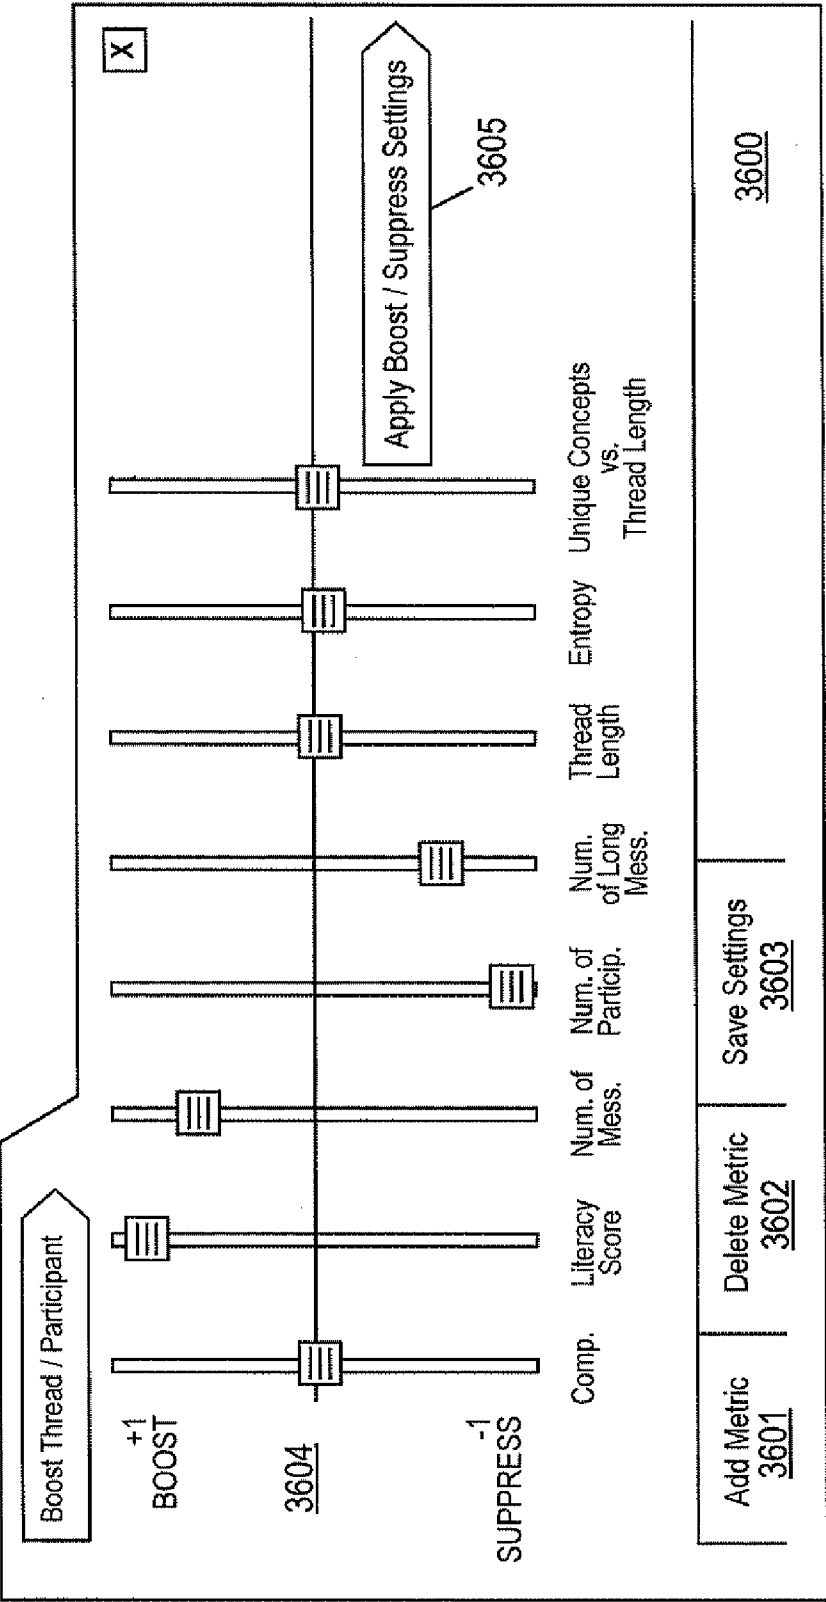 Boost Thread / Participant
X
+1
BOOST
3604
-1
SUPPRESS
Apply Boost / Suppress Settings
3605
Comp.
Literacy
Score
Num. of
Mess.
Num. of
Particip.
Num.
of Long
Mess.
Thread
Length
Entropy
Unique Concepts
vs.
Thread Length
Add Metric
3601
Delete Metric
3602
Save Settings
3603
3600